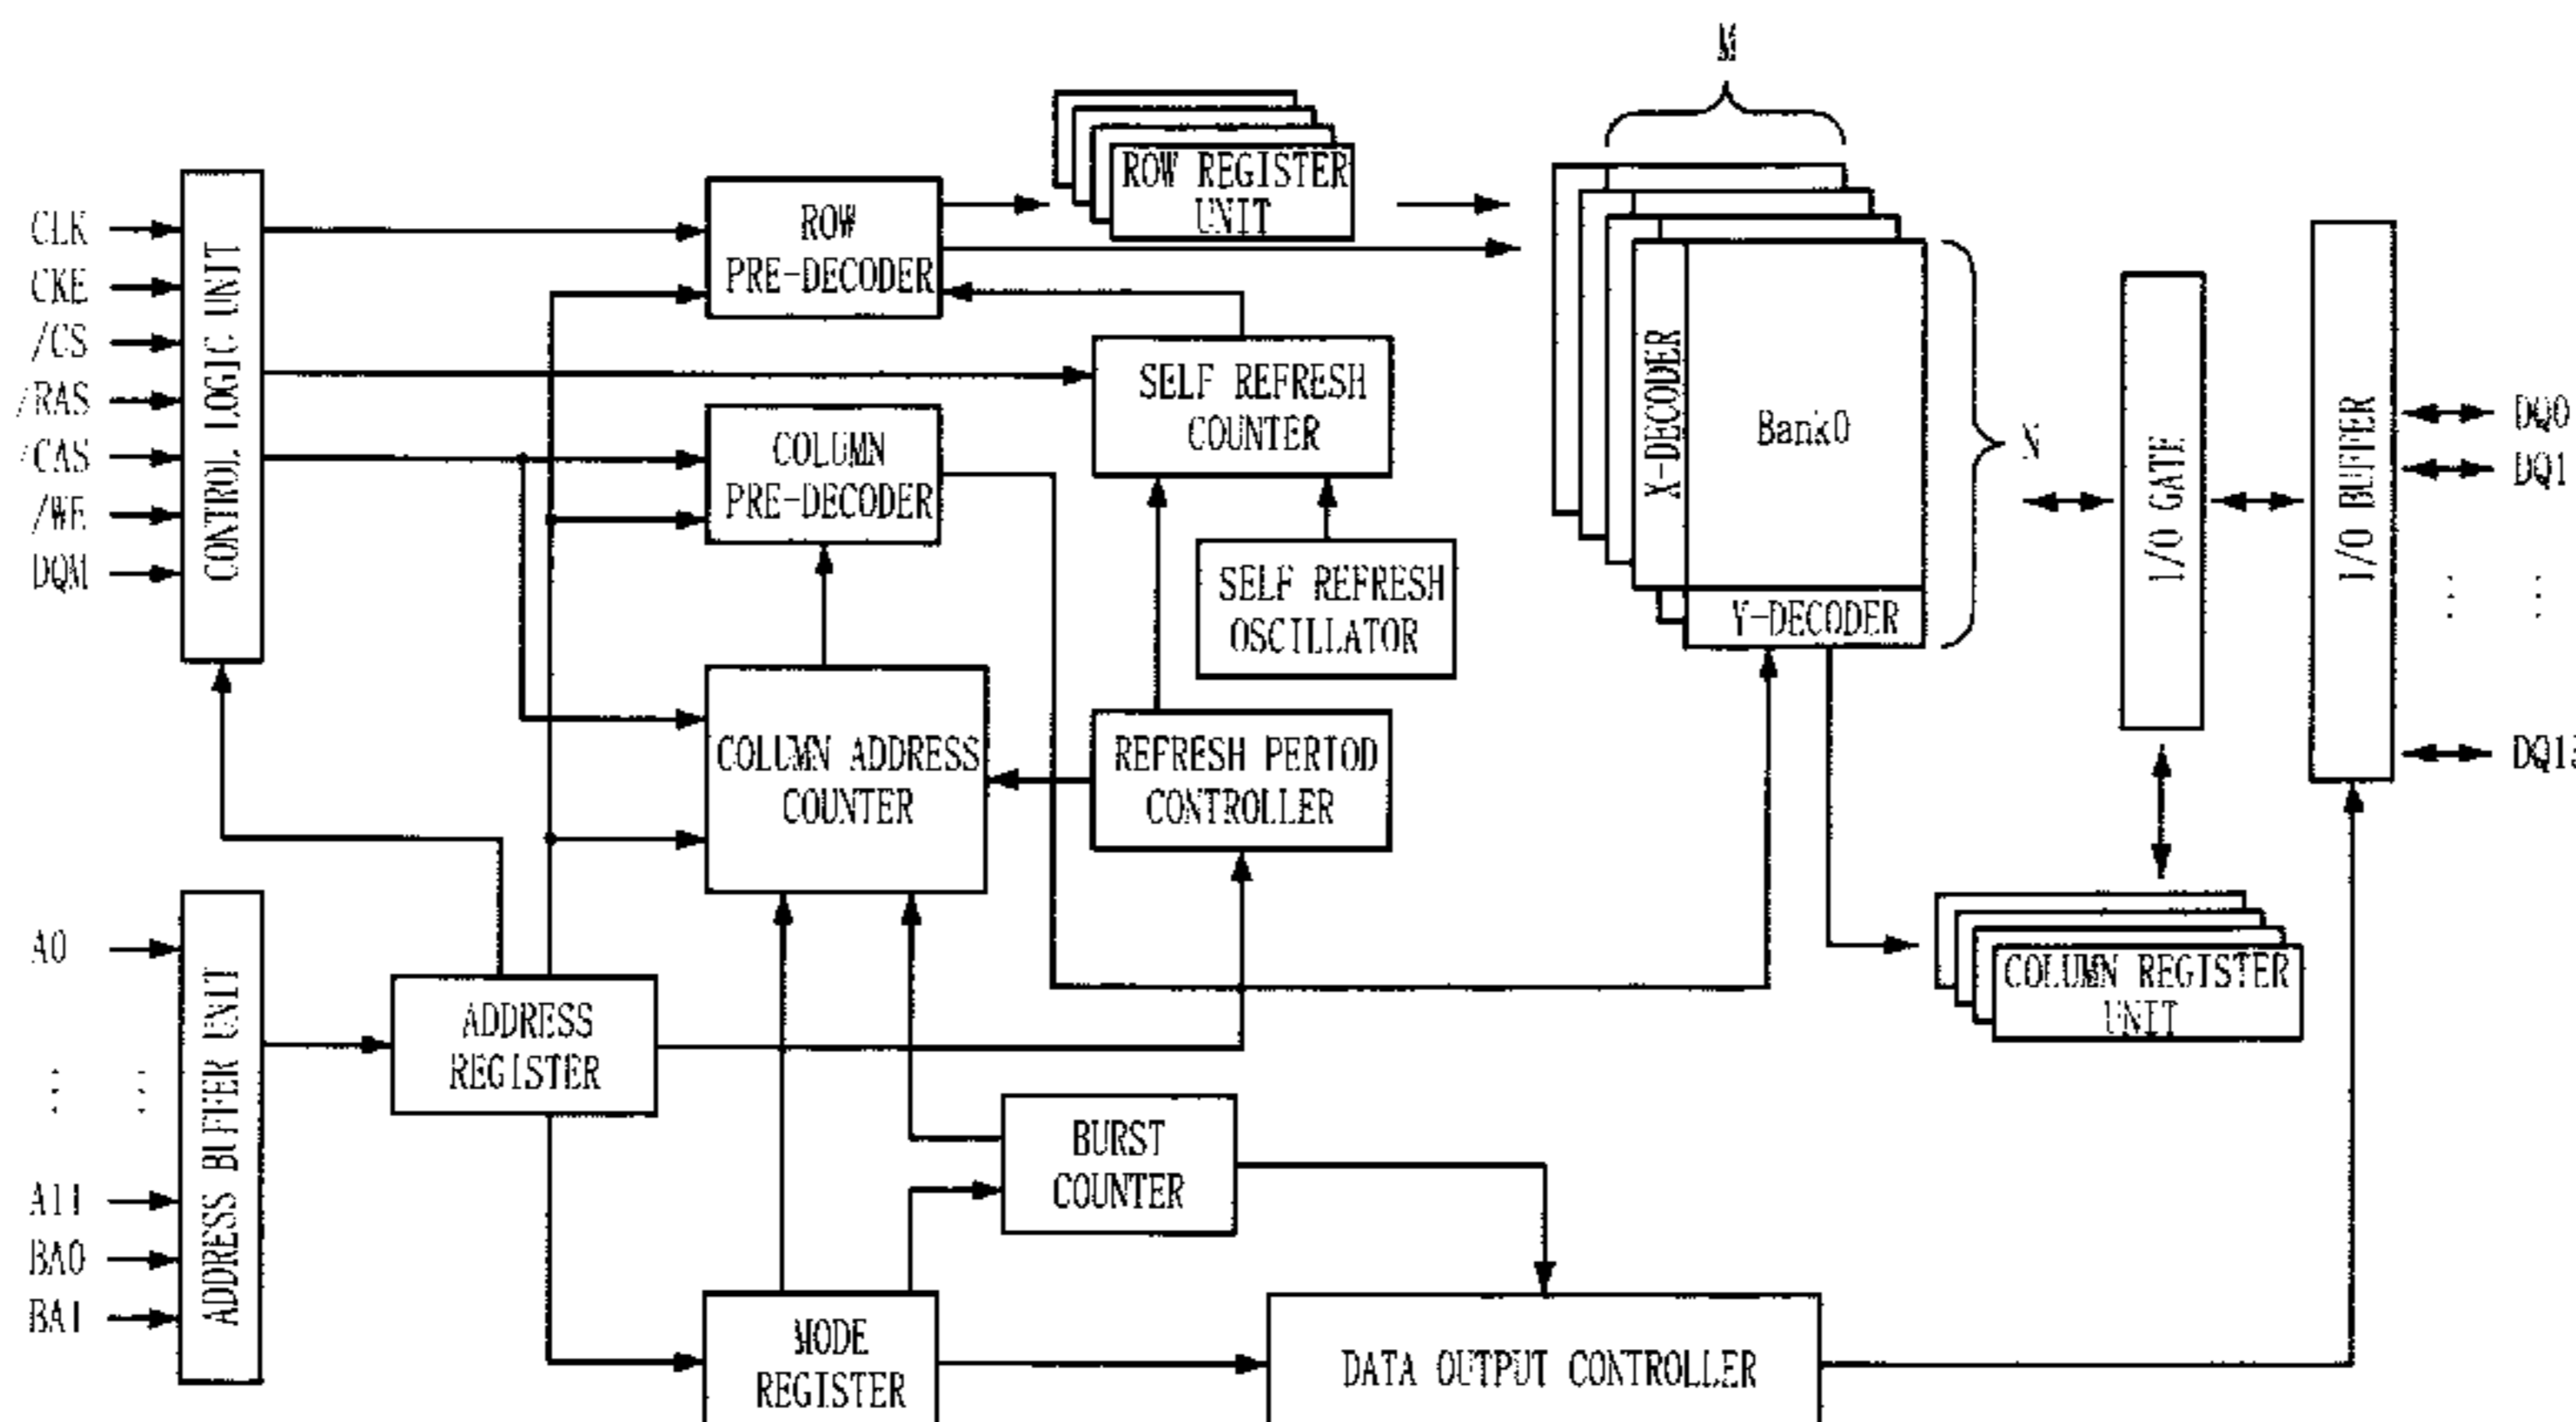 M
ROW REGISTER
UNIT
CLK
CKE
/CS
/RAS
/CAS
/WE
DQM
CONTROL LOGIC UNIT
ROW
PRE-DECODER
SELF REFRESH
COUNTER
COLUMN
PRE-DECODER
SELF REFRESH
OSCILLATOR
COLUMN ADDRESS
COUNTER
REFRESH PERIOD
CONTROLLER
X-DECODER
Bank0
Y-DECODER
N
I/O GATE
I/O BUFFER
DQ0
DQ1
COLUMN REGISTER
UNIT
A0
A11
BA0
BA1
ADDRESS BUFFER UNIT
ADDRESS
REGISTER
BURST
COUNTER
MODE
REGISTER
DATA OUTPUT CONTROLLER